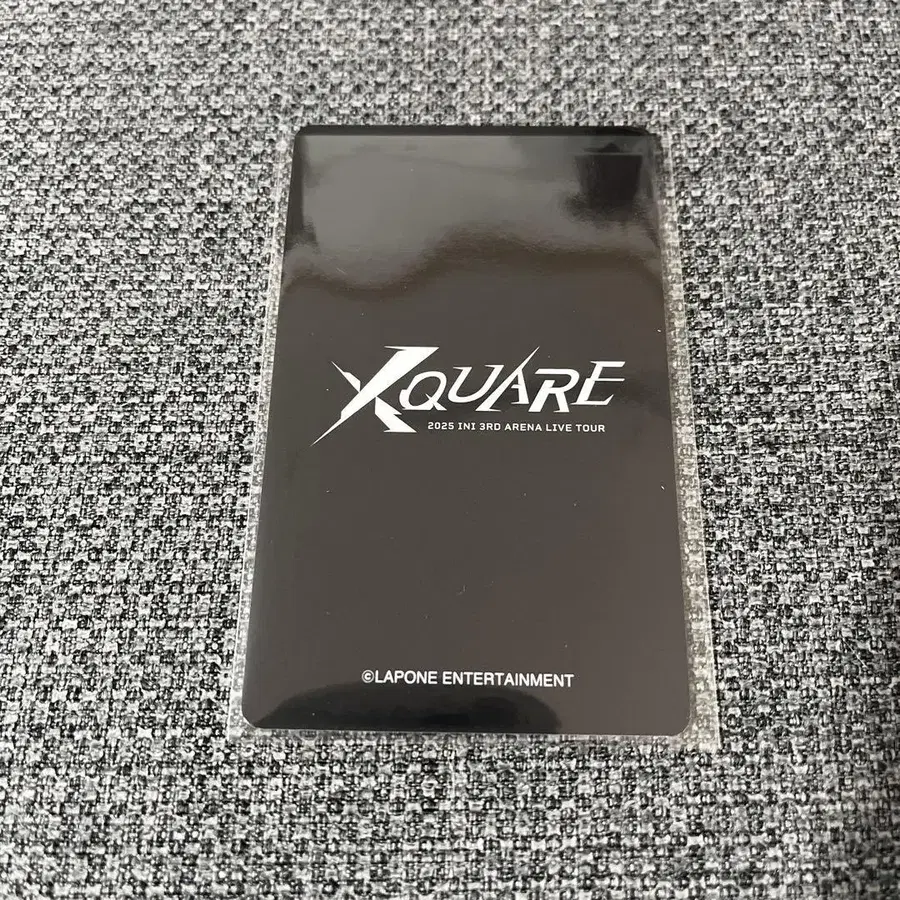 XQUARE
2025 INI 3RD ARENA LIVE TOUR
©LAPONE ENTERTAINMENT